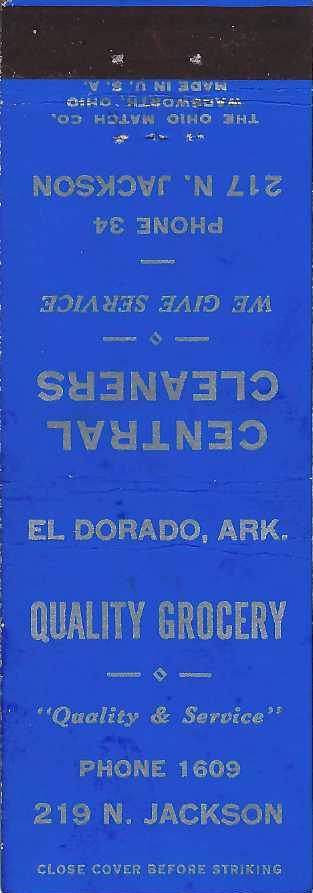 THE OHIO MATCH CO.
WADSWORTH, OHIO
MADE IN U.S.A.
CENTRAL
CLEANERS
WE GIVE SERVICE
PHONE 34
217 N. JACKSON
EL DORADO, ARK.
QUALITY GROCERY
"Quality & Service"
PHONE 1609
219 N. JACKSON
CLOSE COVER BEFORE STRIKING